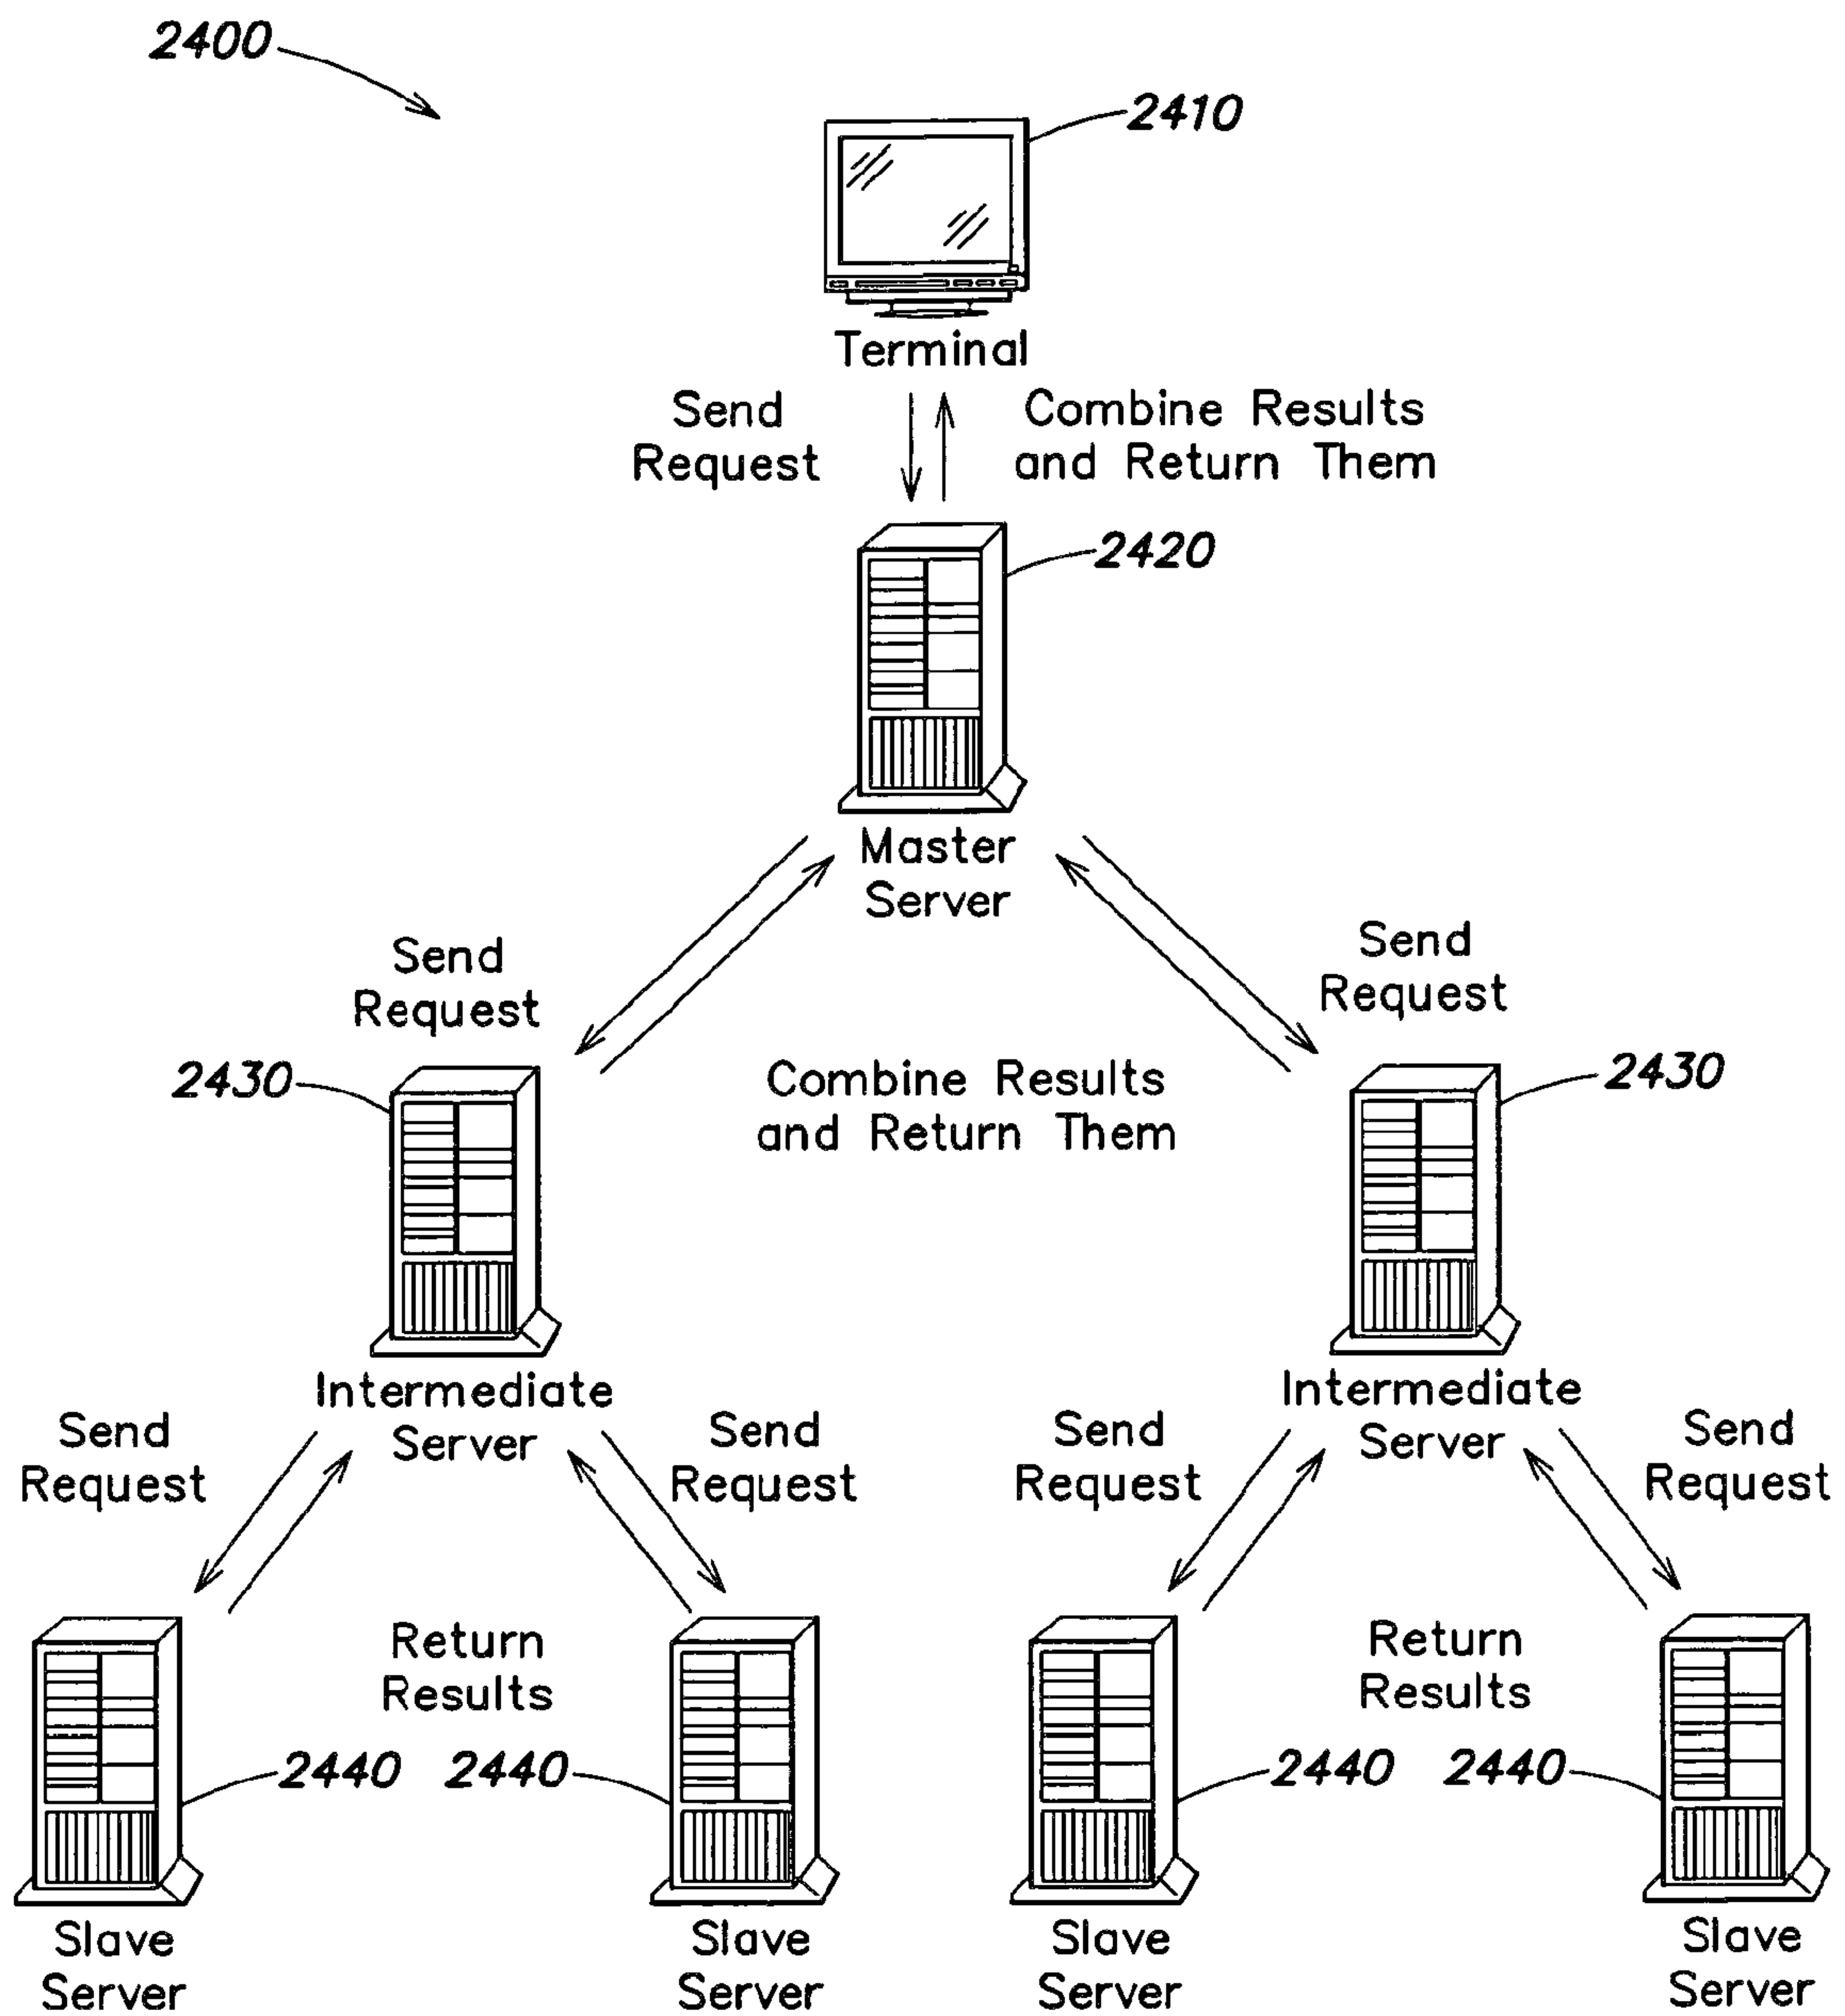 2400
2410
Terminal
Send
Request
Combine Results
and Return Them
2420
Master
Server
Send
Request
Send
Request
2430
Combine Results
and Return Them
2430
Intermediate
Server
Intermediate
Server
Send
Request
Send
Request
Send
Request
Send
Request
Return
Results
Return
Results
2440
2440
2440
2440
Slave
Server
Slave
Server
Slave
Server
Slave
Server